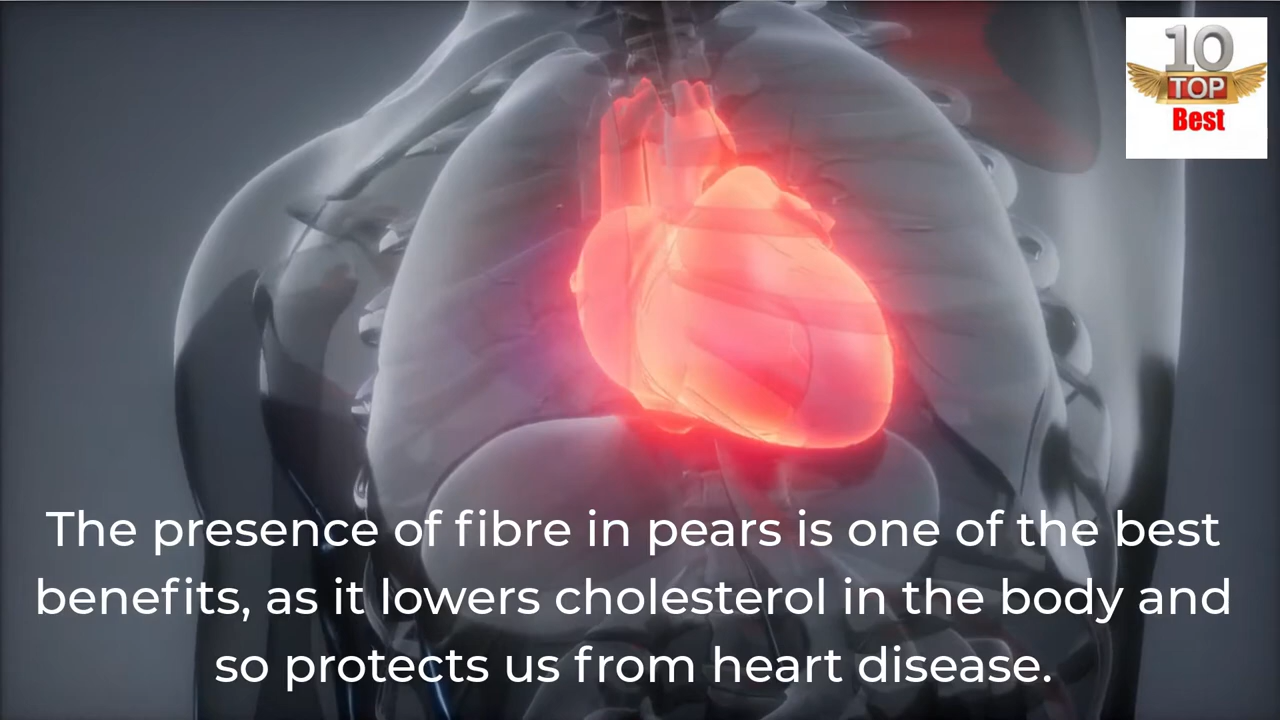 10
TOP
Best
The presence of fibre in pears is one of the best
benefits, as it lowers cholesterol in the body and
so protects us from heart disease.